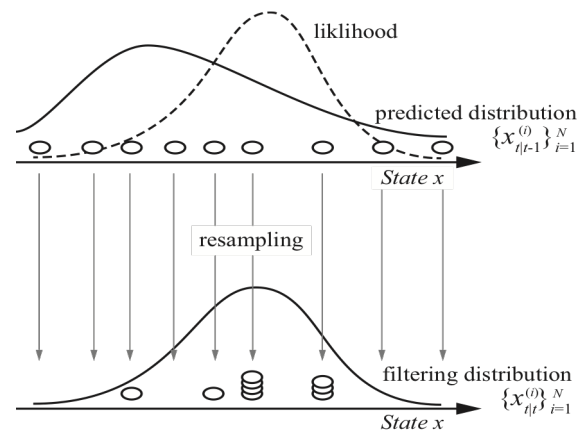 liklihood
predicted distribution
{x_{t|t-1}^{(i)}}_{i=1}^{N}
State x
resampling
filtering distribution
{x_{t|t}^{(i)}}_{i=1}^{N}
State x